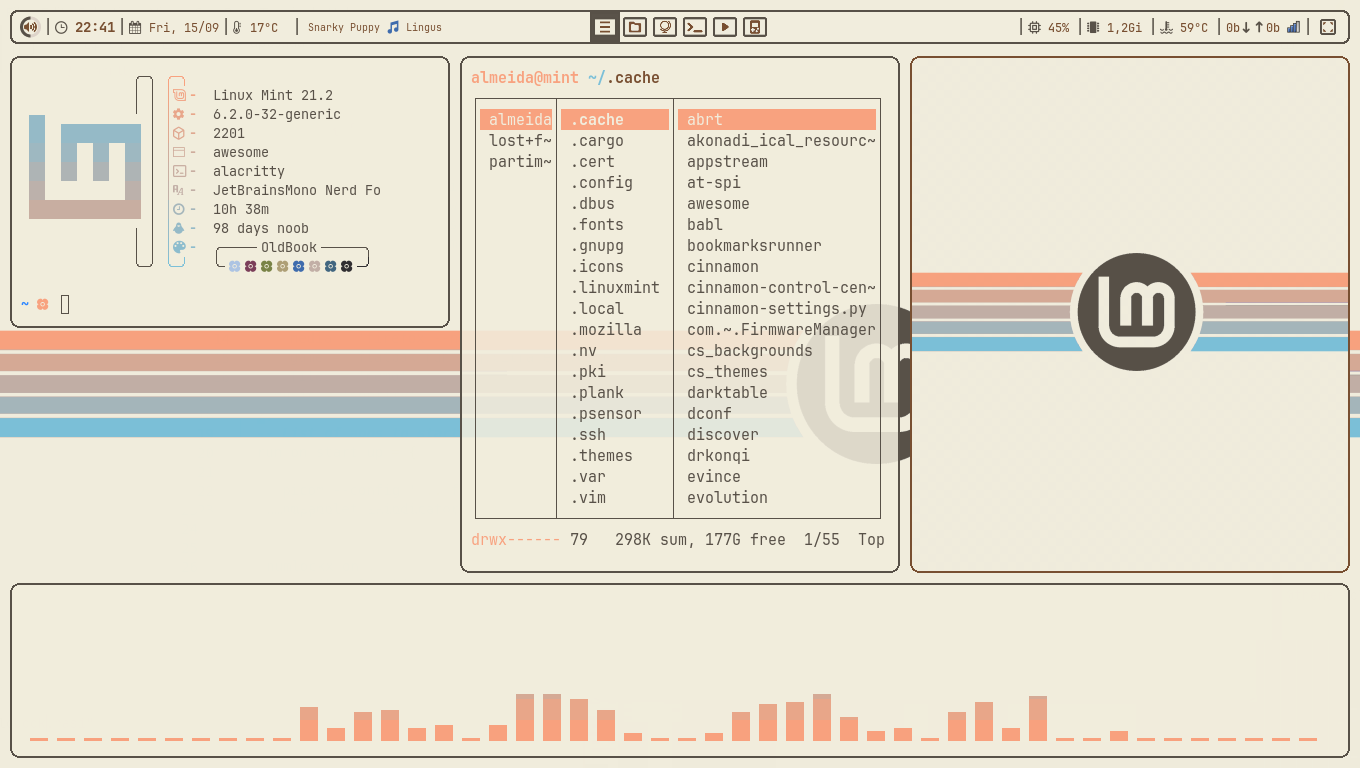 22:41 Fri, 15/09 17°C Snarky Puppy Lingus 45% 1,2Gi 59°C 0b 0b
- Linux Mint 21.2
- 6.2.0-32-generic
- 2201
- awesome
- alacritty
- JetBrainsMono Nerd Fo
- 10h 38m
- 98 days noob
- OldBook
~
almeida@mint ~/.cache
almeida .cache abrt
lost+f~ .cargo akonadi_ical_resourc~
partim~ .cert appstream
.config at-spi
.dbus awesome
.fonts babl
.gnupg bookmarksrunner
.icons cinnamon
.linuxmint cinnamon-control-cen~
.local cinnamon-settings.py
.mozilla com.~.FirmwareManager
.nv cs_backgrounds
.pki cs_themes
.plank darktable
.psensor dconf
.ssh discover
.themes drkonqi
.var evince
.vim evolution
drwx------ 79 298K sum, 177G free 1/55 Top